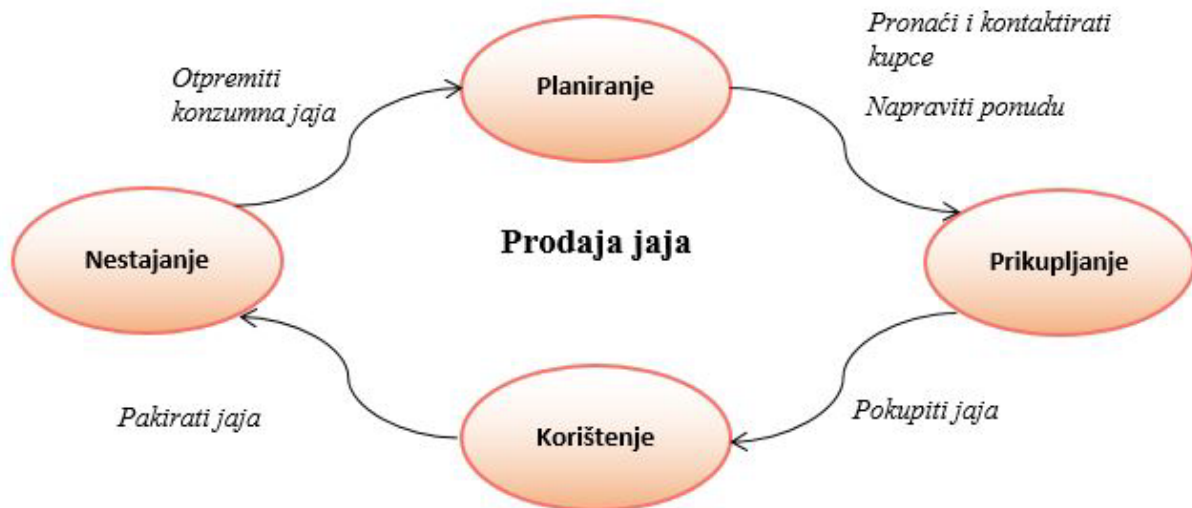 Planiranje
Pronaći i kontaktirati
kupce
Napraviti ponudu
Otpremiti
konzumna jaja
Nestajanje
Prodaja jaja
Prikupljanje
Pakirati jaja
Korištenje
Pokupiti jaja